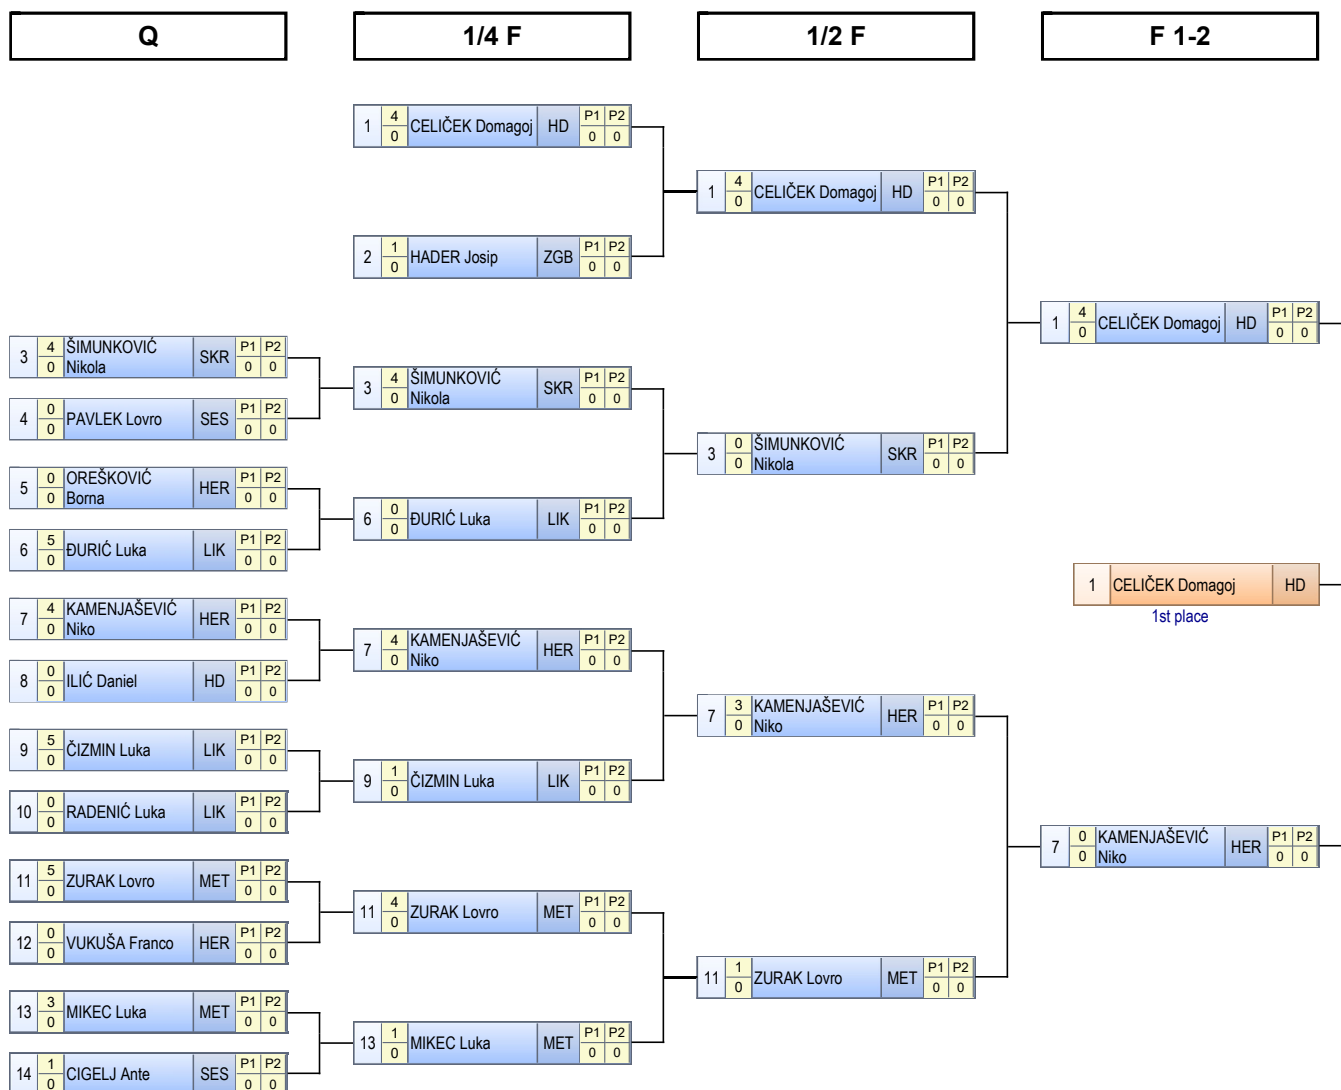 Q
1/4 F
1/2 F
F 1-2
1 4 CELIČEK Domagoj HD P1 P2
0 0 0
2 1 HADER Josip ZGB P1 P2
0 0 0
3 4 ŠIMUNKOVIĆ SKR P1 P2
0 Nikola 0 0
4 0 PAVLEK Lovro SES P1 P2
0 0 0
5 0 OREŠKOVIĆ HER P1 P2
0 Borna 0 0
6 5 ĐURIĆ Luka LIK P1 P2
0 0 0
7 4 KAMENJAŠEVIĆ HER P1 P2
0 Niko 0 0
8 0 ILIĆ Daniel HD P1 P2
0 0 0
9 5 ČIZMIN Luka LIK P1 P2
0 0 0
10 0 RADENIĆ Luka LIK P1 P2
0 0 0
11 5 ZURAK Lovro MET P1 P2
0 0 0
12 0 VUKUŠA Franco HER P1 P2
0 0 0
13 3 MIKEC Luka MET P1 P2
0 0 0
14 1 CIGELJ Ante SES P1 P2
0 0 0
3 4 ŠIMUNKOVIĆ SKR P1 P2
0 Nikola 0 0
6 0 ĐURIĆ Luka LIK P1 P2
0 0 0
7 4 KAMENJAŠEVIĆ HER P1 P2
0 Niko 0 0
9 1 ČIZMIN Luka LIK P1 P2
0 0 0
11 4 ZURAK Lovro MET P1 P2
0 0 0
13 1 MIKEC Luka MET P1 P2
0 0 0
1 4 CELIČEK Domagoj HD P1 P2
0 0 0
3 0 ŠIMUNKOVIĆ SKR P1 P2
0 Nikola 0 0
7 3 KAMENJAŠEVIĆ HER P1 P2
0 Niko 0 0
11 1 ZURAK Lovro MET P1 P2
0 0 0
1 4 CELIČEK Domagoj HD P1 P2
0 0 0
1 CELIČEK Domagoj HD
1st place
7 0 KAMENJAŠEVIĆ HER P1 P2
0 Niko 0 0